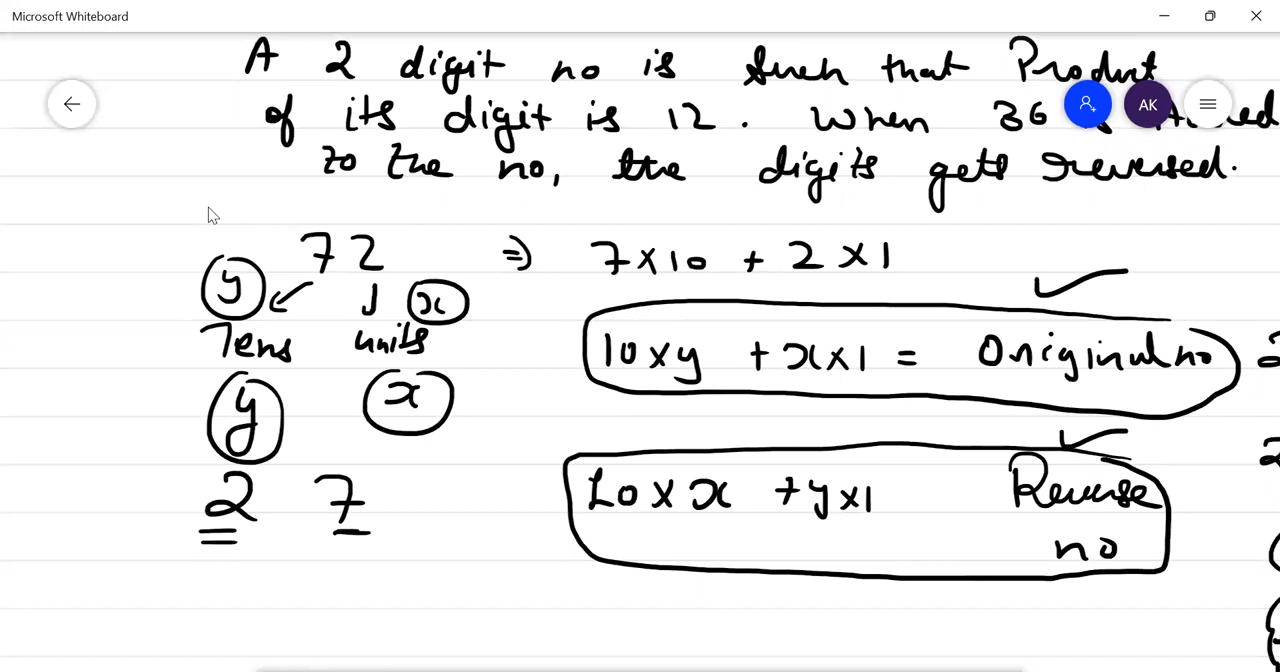 Microsoft Whiteboard
A 2 digit no is such that Product
of its digit is 12. When 36
AK
to the no, the digits gets reversed.
72 ⇒ 7×10 + 2×1
y x
Tens units
10×y + x×1 = Original no
y x
2 7
10×x + y×1 Reverse
no